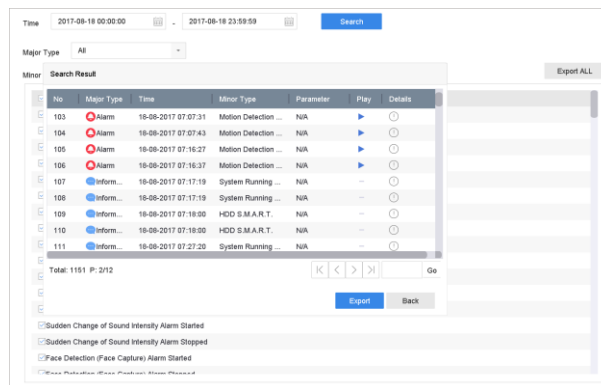 Time 2017-08-18 00:00:00 - 2017-08-18 23:59:59 Search
Major Type All
Minor Search Result Export ALL
No Major Type Time Minor Type Parameter Play Details
103 Alarm 18-08-2017 07:07:31 Motion Detection ... N/A
104 Alarm 18-08-2017 07:07:43 Motion Detection ... N/A
105 Alarm 18-08-2017 07:16:27 Motion Detection ... N/A
106 Alarm 18-08-2017 07:16:37 Motion Detection ... N/A
107 Inform... 18-08-2017 07:17:19 System Running ... N/A —
108 Inform... 18-08-2017 07:17:19 System Running ... N/A —
109 Inform... 18-08-2017 07:18:00 HDD S.M.A.R.T. N/A —
110 Inform... 18-08-2017 07:18:00 HDD S.M.A.R.T. N/A —
111 Inform... 18-08-2017 07:27:20 System Running ... N/A —
Total: 1151 P: 2/12 Go
Export Back
Sudden Change of Sound Intensity Alarm Started
Sudden Change of Sound Intensity Alarm Stopped
Face Detection (Face Capture) Alarm Started
Face Detection (Face Capture) Alarm Stopped